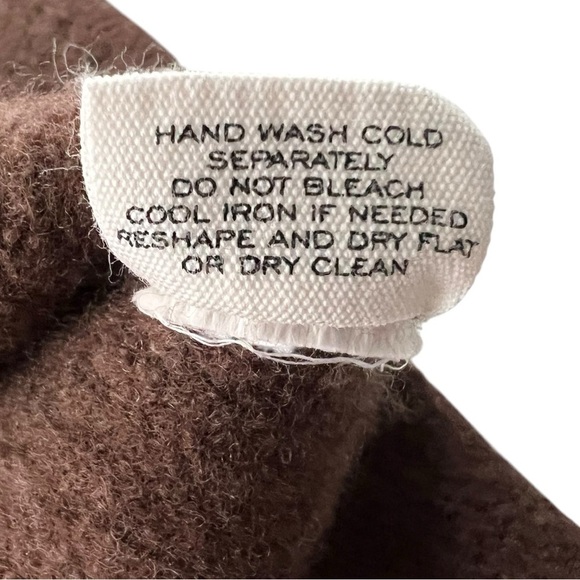 HAND WASH COLD
SEPARATELY
DO NOT BLEACH
COOL IRON IF NEEDED
RESHAPE AND DRY FLAT
OR DRY CLEAN